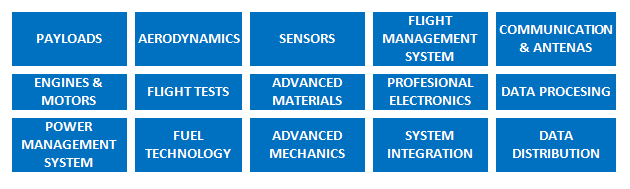 PAYLOADS
AERODYNAMICS
SENSORS
FLIGHT
MANAGEMENT
SYSTEM
COMMUNICATION
& ANTENAS
ENGINES &
MOTORS
FLIGHT TESTS
ADVANCED
MATERIALS
PROFESIONAL
ELECTRONICS
DATA PROCESING
POWER
MANAGEMENT
SYSTEM
FUEL
TECHNOLOGY
ADVANCED
MECHANICS
SYSTEM
INTEGRATION
DATA
DISTRIBUTION